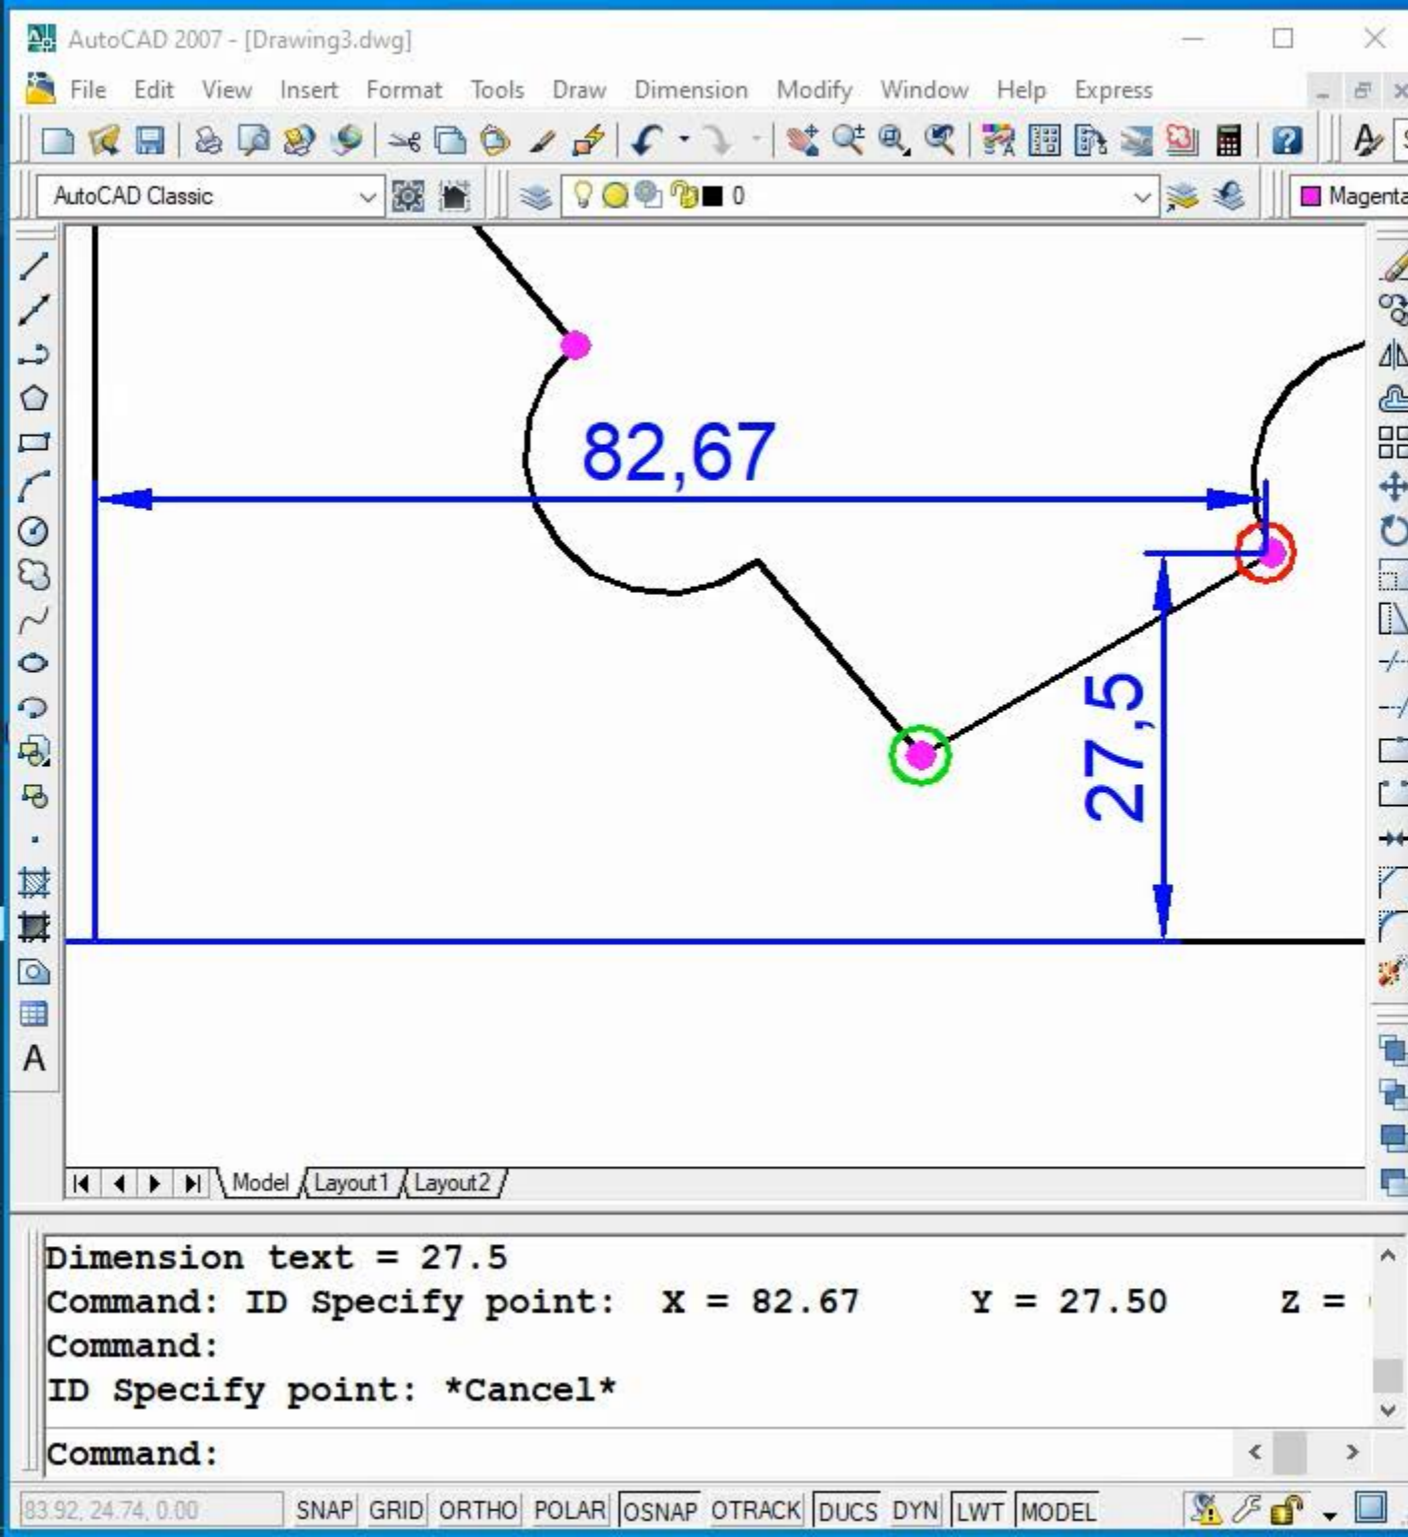 AutoCAD 2007 - [Drawing3.dwg]
File Edit View Insert Format Tools Draw Dimension Modify Window Help Express
AutoCAD Classic 0 Magenta
82,67
27,5
A
Model Layout1 Layout2
Dimension text = 27.5
Command: ID Specify point: X = 82.67 Y = 27.50 Z =
Command:
ID Specify point: *Cancel*
Command:
83.92, 24.74, 0.00 SNAP GRID ORTHO POLAR OSNAP OTRACK DUCS DYN LWT MODEL